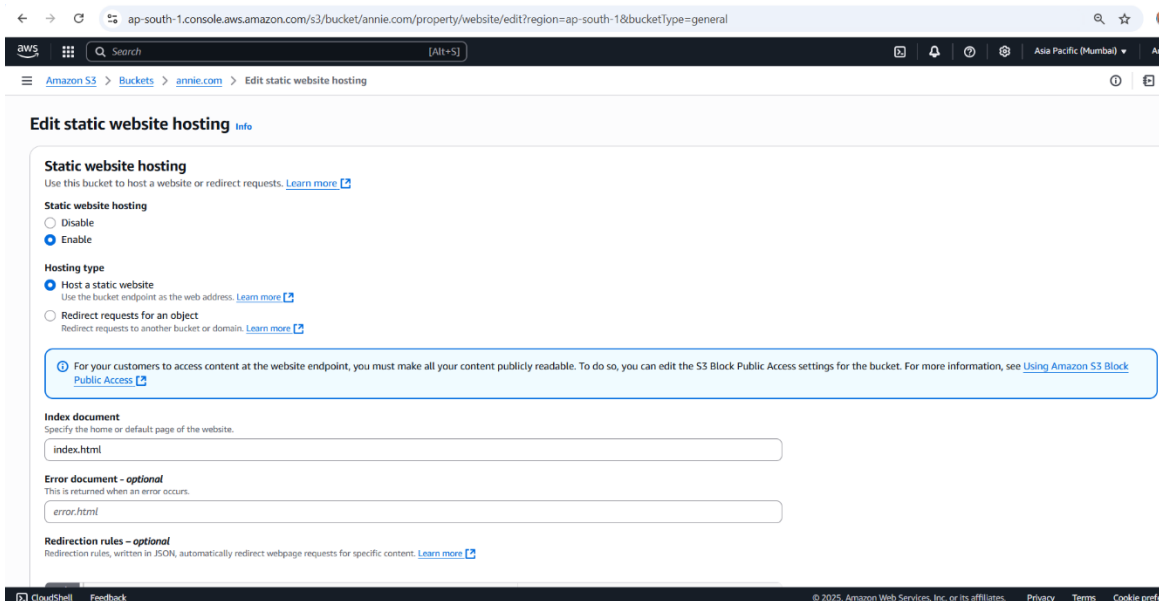 ap-south-1.console.aws.amazon.com/s3/bucket/annie.com/property/website/edit?region=ap-south-1&bucketType=general
aws Search [Alt+S] Asia Pacific (Mumbai)
Amazon S3 > Buckets > annie.com > Edit static website hosting
Edit static website hosting Info
Static website hosting
Use this bucket to host a website or redirect requests. Learn more
Static website hosting
Disable
Enable
Hosting type
Host a static website
Use the bucket endpoint as the web address. Learn more
Redirect requests for an object
Redirect requests to another bucket or domain. Learn more
For your customers to access content at the website endpoint, you must make all your content publicly readable. To do so, you can edit the S3 Block Public Access settings for the bucket. For more information, see Using Amazon S3 Block
Public Access
Index document
Specify the home or default page of the website.
index.html
Error document – optional
This is returned when an error occurs.
error.html
Redirection rules – optional
Redirection rules, written in JSON, automatically redirect webpage requests for specific content. Learn more
CloudShell Feedback © 2025, Amazon Web Services, Inc. or its affiliates. Privacy Terms Cookie pref